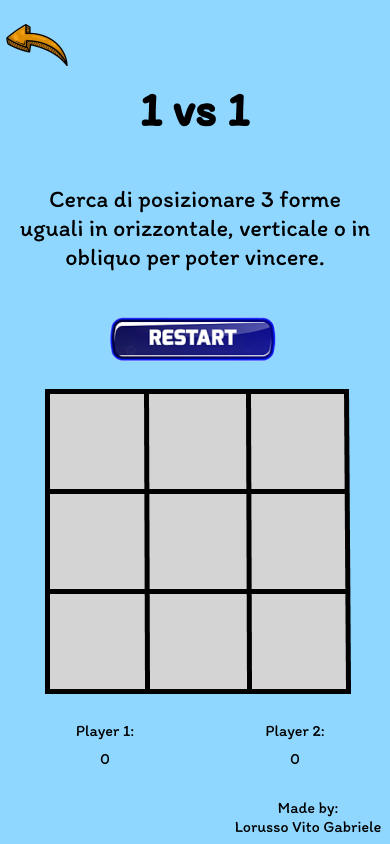 1 vs 1
Cerca di posizionare 3 forme
uguali in orizzontale, verticale o in
obliquo per poter vincere.
RESTART
Player 1:
Player 2:
0
0
Made by:
Lorusso Vito Gabriele